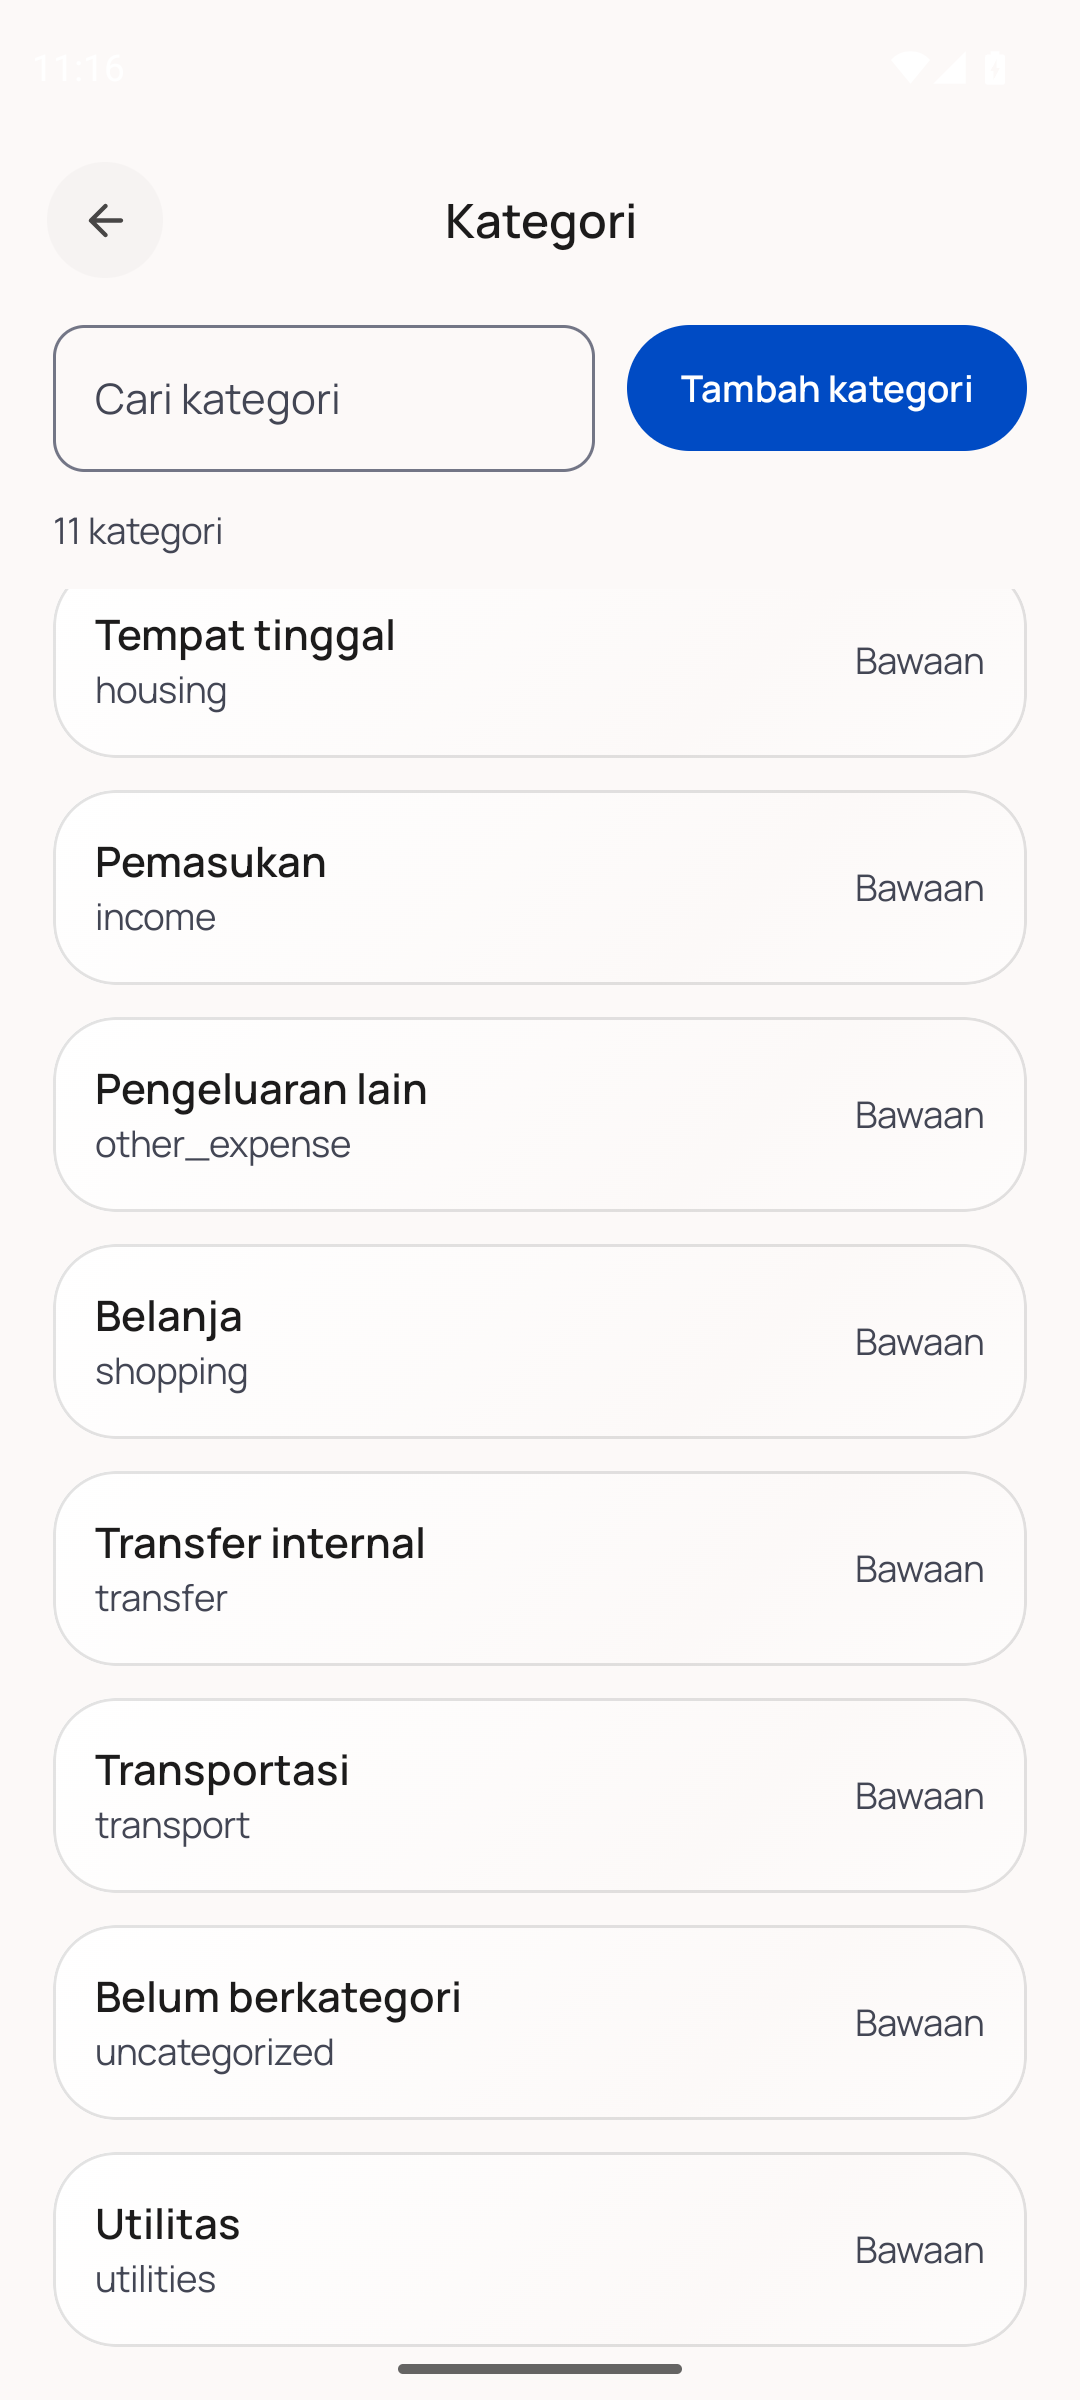 11:16
Kategori
Cari kategori
Tambah kategori
11 kategori
Tempat tinggal
housing
Bawaan
Pemasukan
income
Bawaan
Pengeluaran lain
other_expense
Bawaan
Belanja
shopping
Bawaan
Transfer internal
transfer
Bawaan
Transportasi
transport
Bawaan
Belum berkategori
uncategorized
Bawaan
Utilitas
utilities
Bawaan